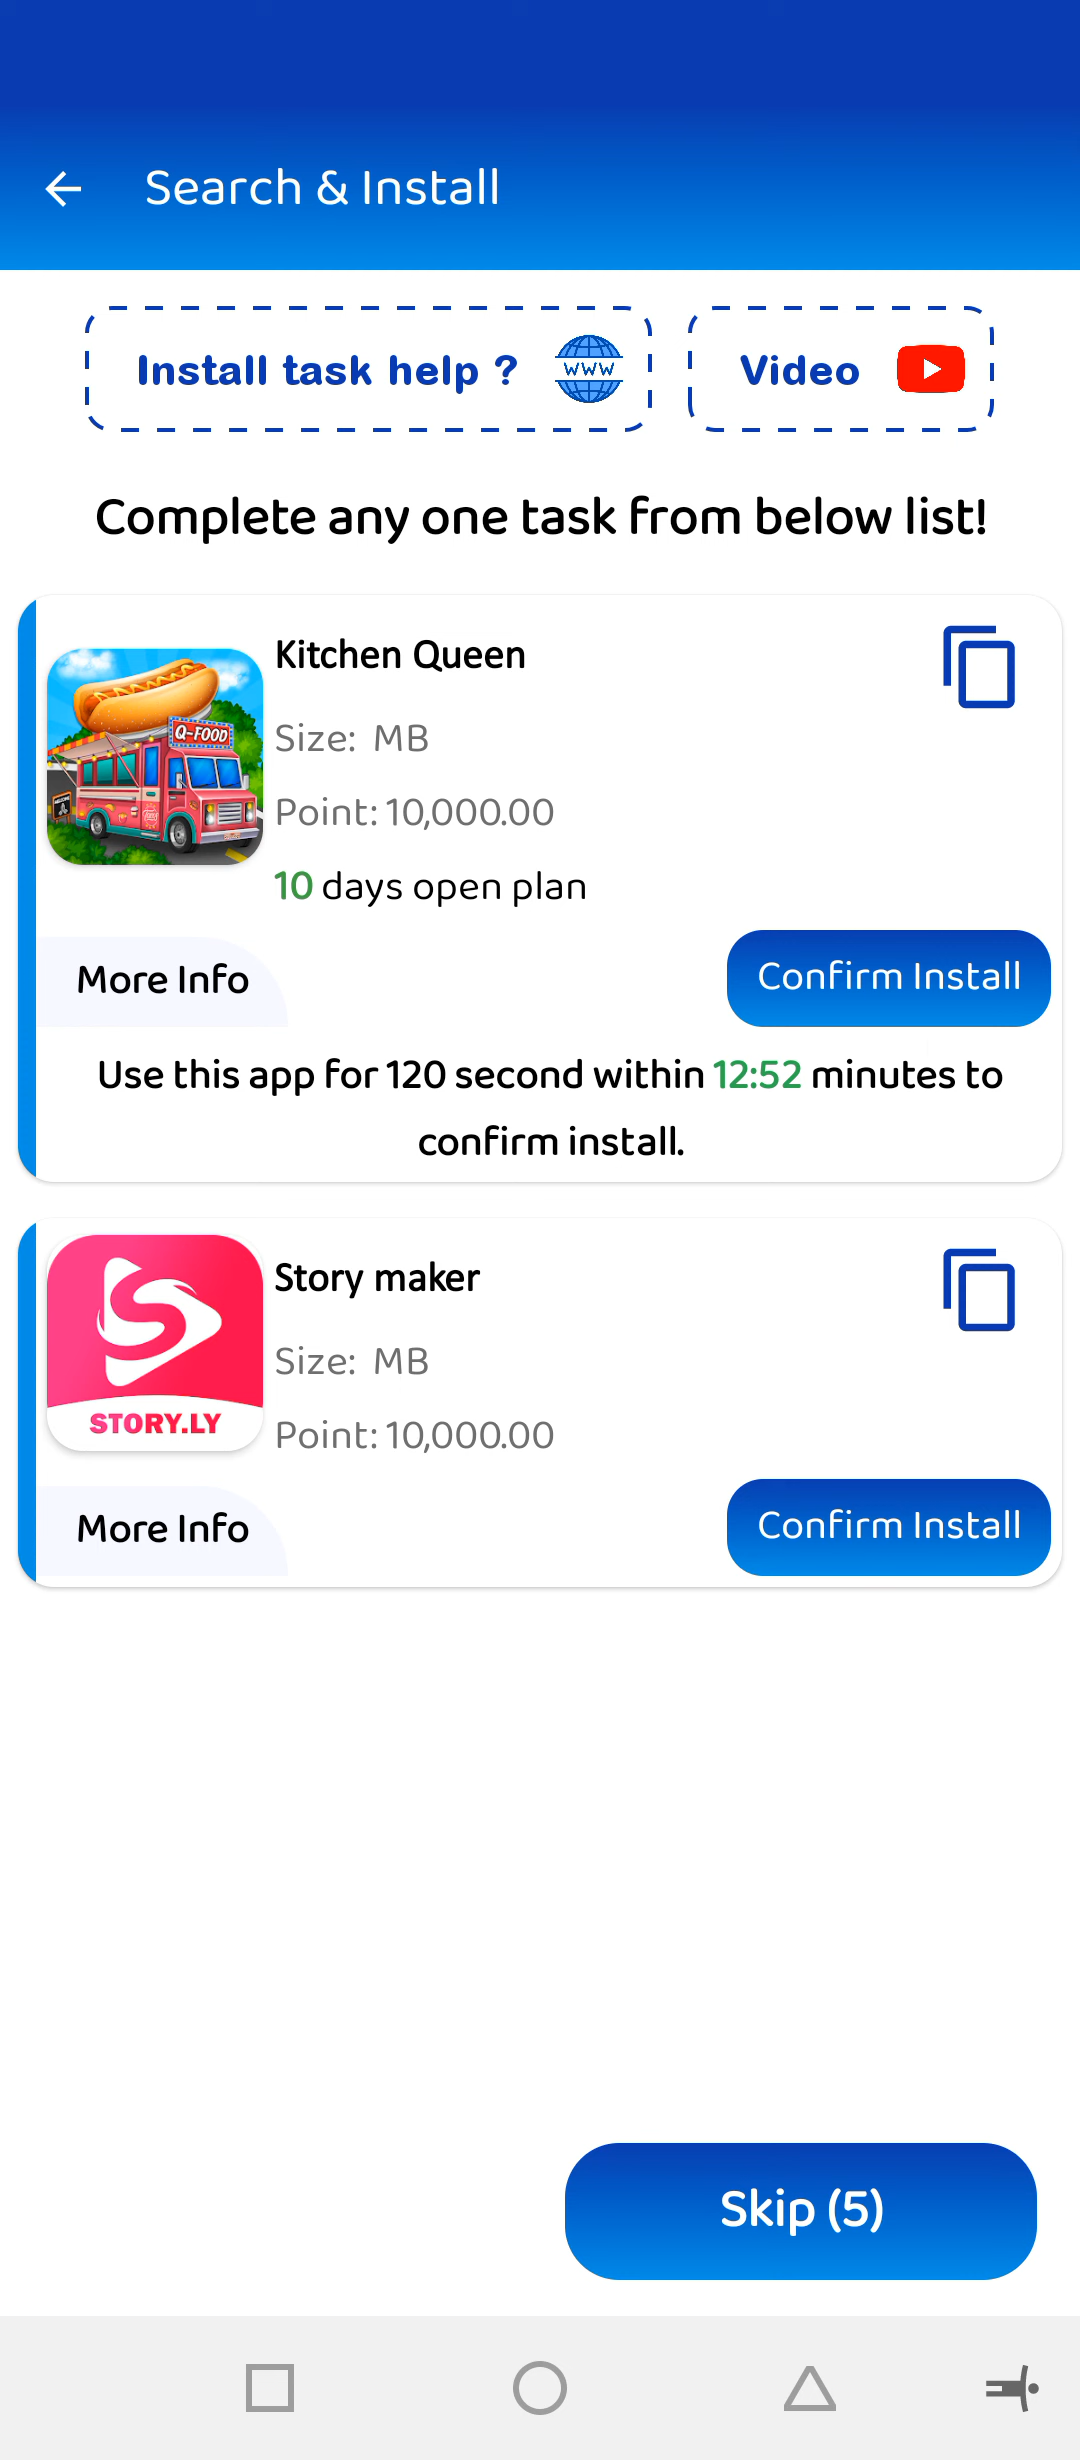 Search & Install
Install task help ?
WWW
Video
Complete any one task from below list!
Kitchen Queen
Q-FOOD
Size: MB
Point: 10,000.00
10 days open plan
More Info
Confirm Install
Use this app for 120 second within 12:52 minutes to
confirm install.
Story maker
STORY.LY
Size: MB
Point: 10,000.00
More Info
Confirm Install
Skip (5)